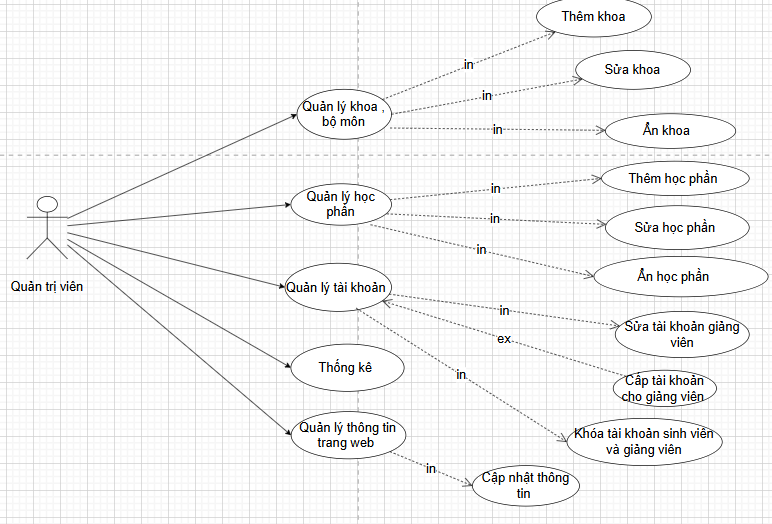 Thêm khoa
in
Sửa khoa
in
Quản lý khoa ,
bộ môn
in
Ẩn khoa
Thêm học phần
in
Quản lý học
phần
in
Sửa học phần
in
Ẩn học phần
Quản trị viên
Quản lý tài khoản
in
Sửa tài khoản giảng
viên
ex
Thống kê
in
Cấp tài khoản
cho giảng viên
Quản lý thông tin
trang web
Khóa tài khoản sinh viên
và giảng viên
in
Cập nhật thông
tin